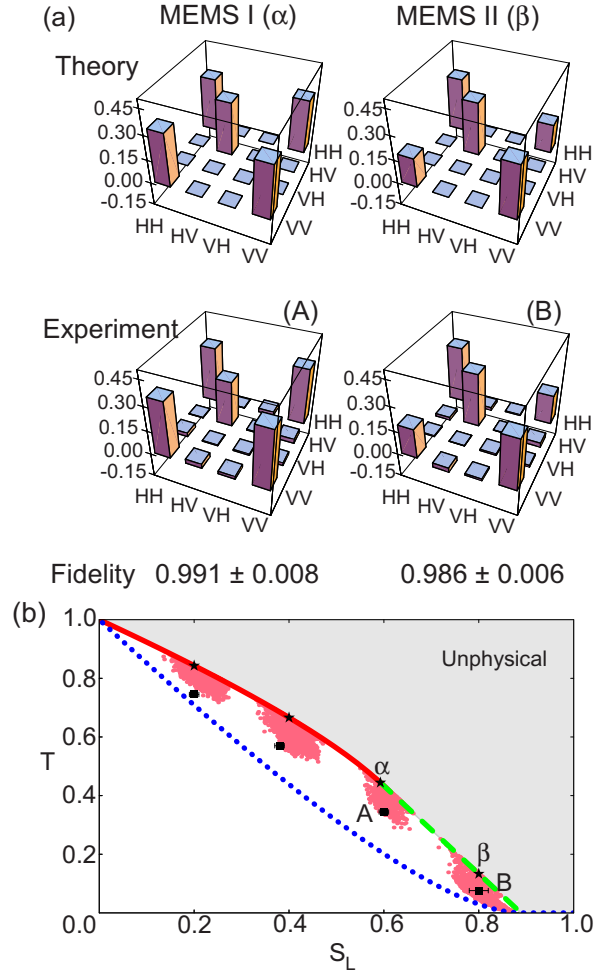 (a) MEMS I (α) MEMS II (β)
Theory
0.45
0.30
0.15
0.00
-0.15
HH HV VH VV
HH
HV
VH
VV
0.45
0.30
0.15
0.00
-0.15
HH HV VH VV
HH
HV
VH
VV
Experiment (A) (B)
0.45
0.30
0.15
0.00
-0.15
HH HV VH VV
HH
HV
VH
VV
0.45
0.30
0.15
0.00
-0.15
HH HV VH VV
HH
HV
VH
VV
Fidelity 0.991 ± 0.008 0.986 ± 0.006
(b)
1.0
0.8
0.6
T
0.4
0.2
0.0
Unphysical
α
A
β
B
0.2 0.4 0.6 0.8 1.0
S_L